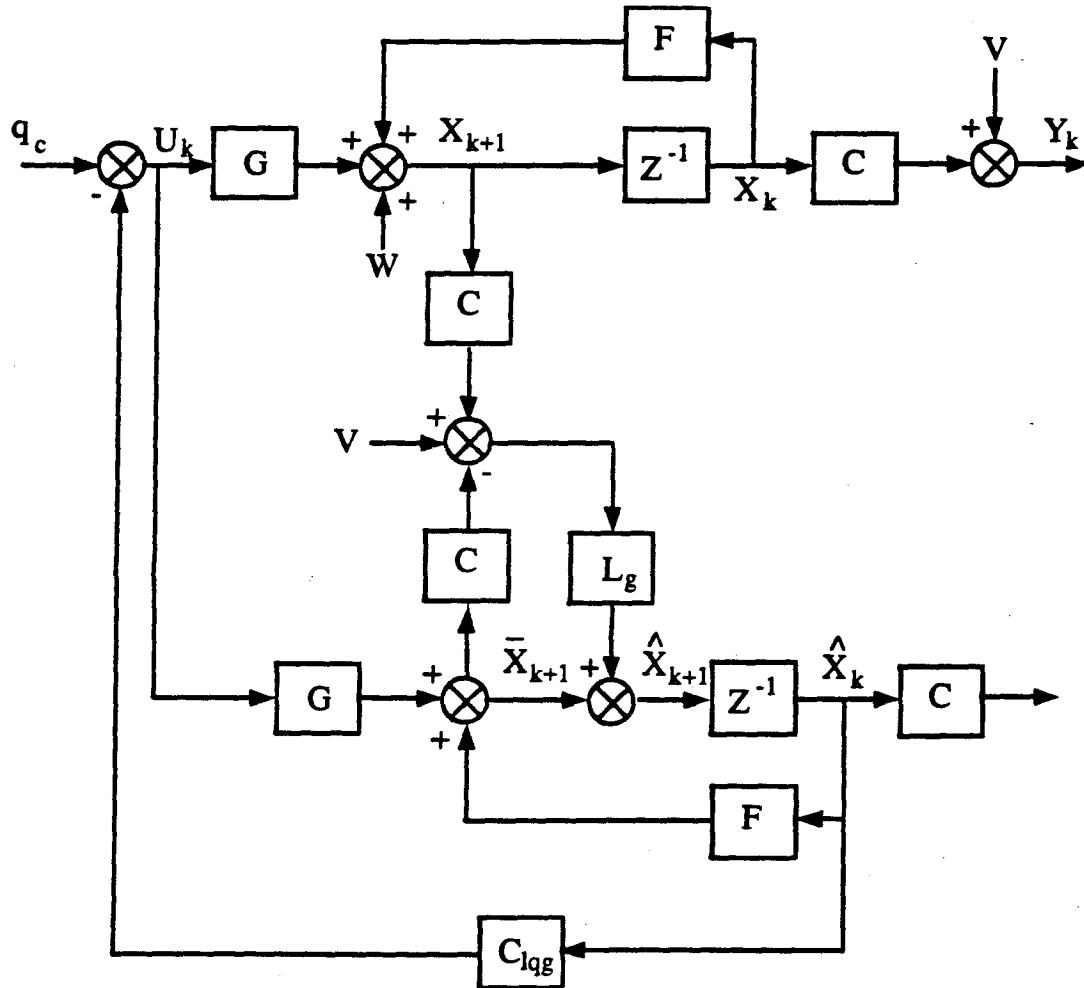 F
V
q_c
U_k
G
+
+
X_{k+1}
Z^{-1}
X_k
C
+
Y_k
-
+
W
C
+
V
-
C
L_g
G
+
X̄_{k+1}
+
X̂_{k+1}
Z^{-1}
X̂_k
C
+
F
C_{lqg}